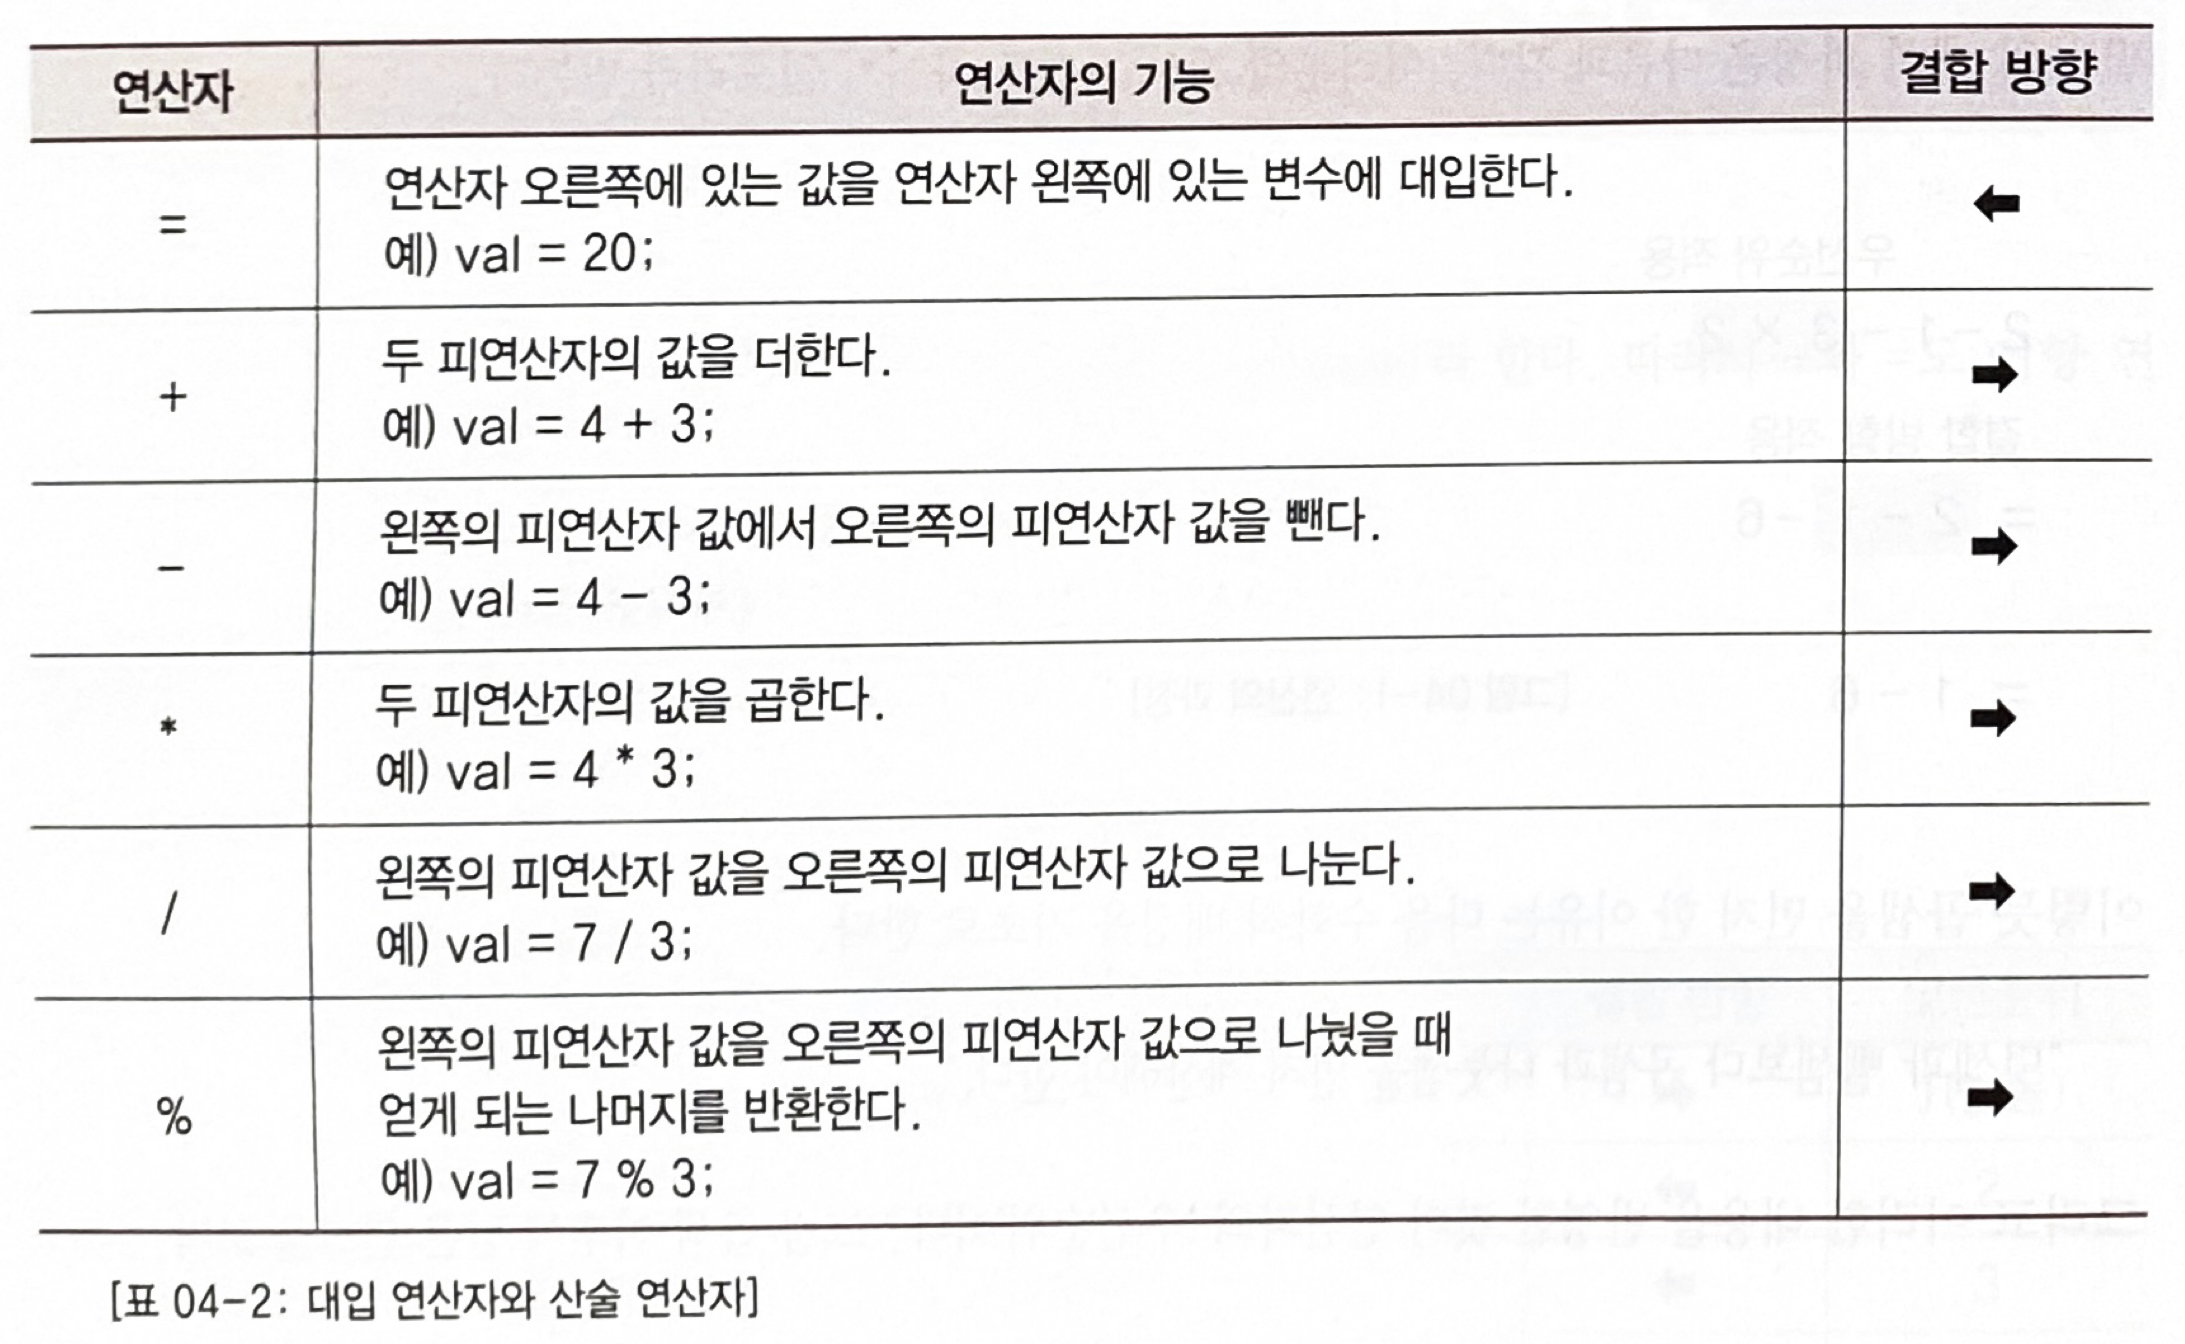 연산자 연산자의 기능 결합 방향
= 연산자 오른쪽에 있는 값을 연산자 왼쪽에 있는 변수에 대입한다. ⬅
예) val = 20;
+ 두 피연산자의 값을 더한다. ➡
예) val = 4 + 3;
- 왼쪽의 피연산자 값에서 오른쪽의 피연산자 값을 뺀다. ➡
예) val = 4 - 3;
* 두 피연산자의 값을 곱한다. ➡
예) val = 4 * 3;
/ 왼쪽의 피연산자 값을 오른쪽의 피연산자 값으로 나눈다. ➡
예) val = 7 / 3;
% 왼쪽의 피연산자 값을 오른쪽의 피연산자 값으로 나눴을 때 ➡
얻게 되는 나머지를 반환한다.
예) val = 7 % 3;
[표 04-2: 대입 연산자와 산술 연산자]